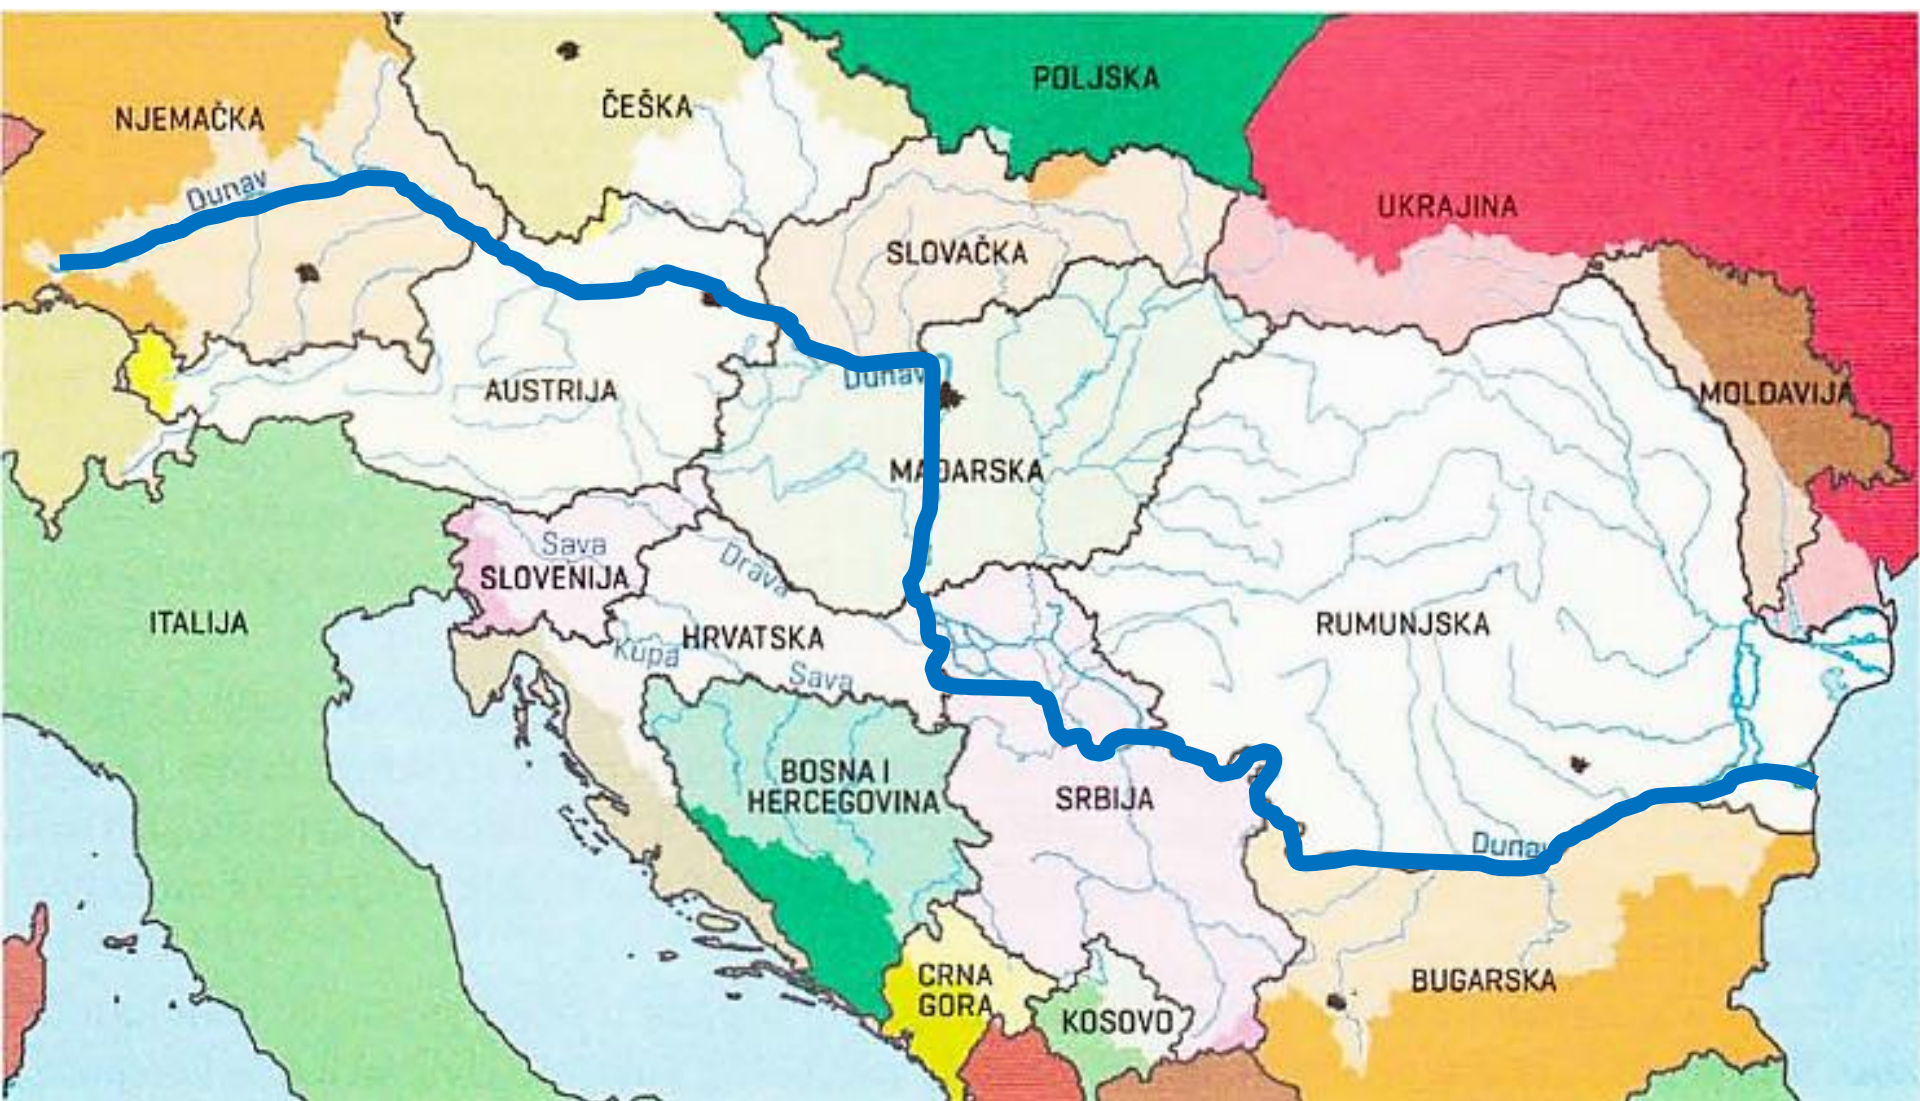 POLJSKA
NJEMAČKA
ČEŠKA
Dunav
UKRAJINA
SLOVAČKA
Dunav
AUSTRIJA
MOLDAVIJA
MAĐARSKA
Sava
SLOVENIJA
Drava
ITALIJA
HRVATSKA
RUMUNJSKA
Kupa
Sava
BOSNA I
HERCEGOVINA
SRBIJA
Dunav
CRNA
GORA
BUGARSKA
KOSOVO